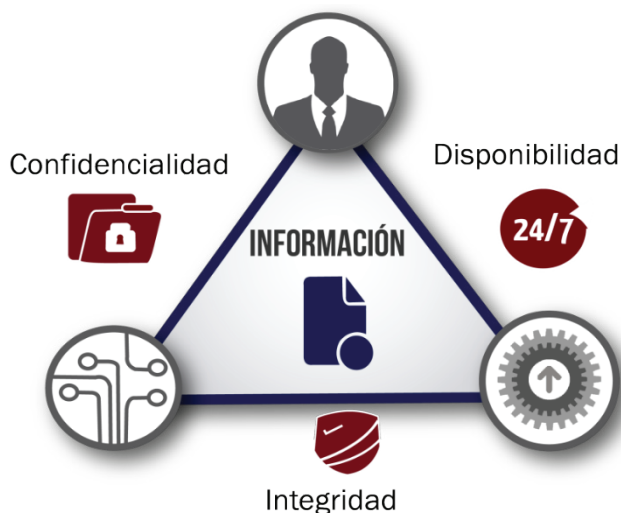 Confidencialidad
Disponibilidad
24/7
INFORMACIÓN
Integridad